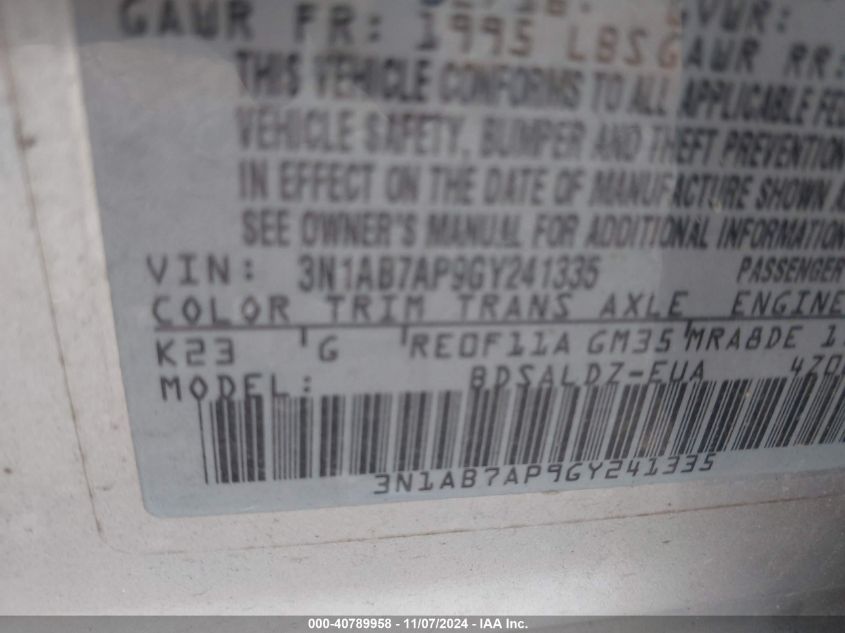 GAWR FR: 1995 LBS GAWR RR:
THIS VEHICLE CONFORMS TO ALL APPLICABLE FE
VEHICLE SAFETY, BUMPER AND THEFT PREVENTION
IN EFFECT ON THE DATE OF MANUFACTURE SHOWN A
SEE OWNER'S MANUAL FOR ADDITIONAL INFORMATION
VIN: 3N1AB7AP9GY241335 PASSENGER
COLOR TRIM TRANS AXLE ENGINE
K23 G RE0F11A GM35 MRA8DE 1
MODEL: BDSALDZ-EUA
3N1AB7AP9GY241335
000-40789958 - 11/07/2024 - IAA Inc.